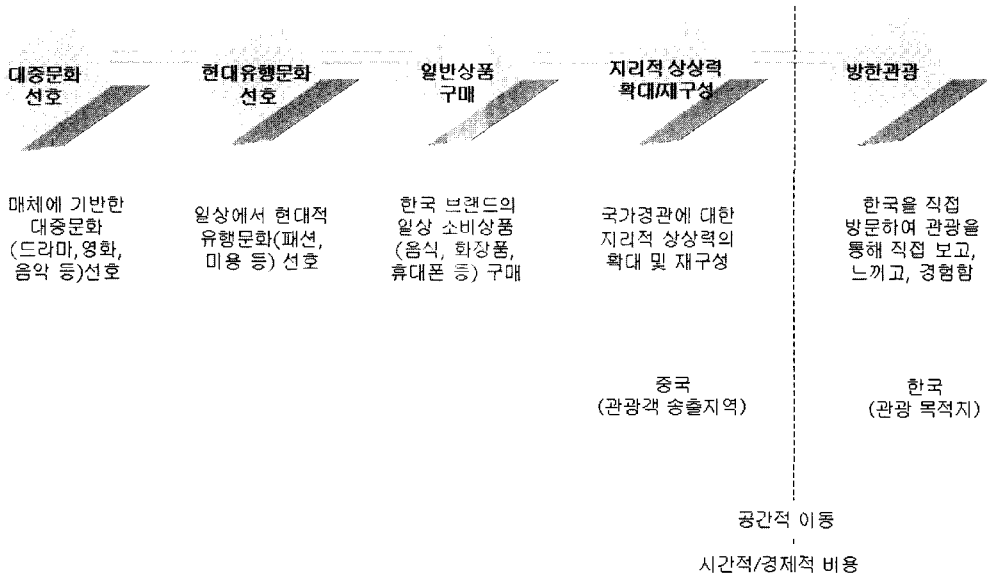 대중문화
선호
현대유행문화
선호
일반상품
구매
지리적 상상력
확대/재구성
방한관광
매체에 기반한
대중문화
(드라마,영화,
음악 등)선호
일상에서 현대적
유행문화(패션,
미용 등) 선호
한국 브랜드의
일상 소비상품
(음식, 화장품,
휴대폰 등) 구매
국가경관에 대한
지리적 상상력의
확대 및 재구성
한국을 직접
방문하여 관광을
통해 직접 보고,
느끼고, 경험함
중국
(관광객 송출지역)
한국
(관광 목적지)
공간적 이동
시간적/경제적 비용